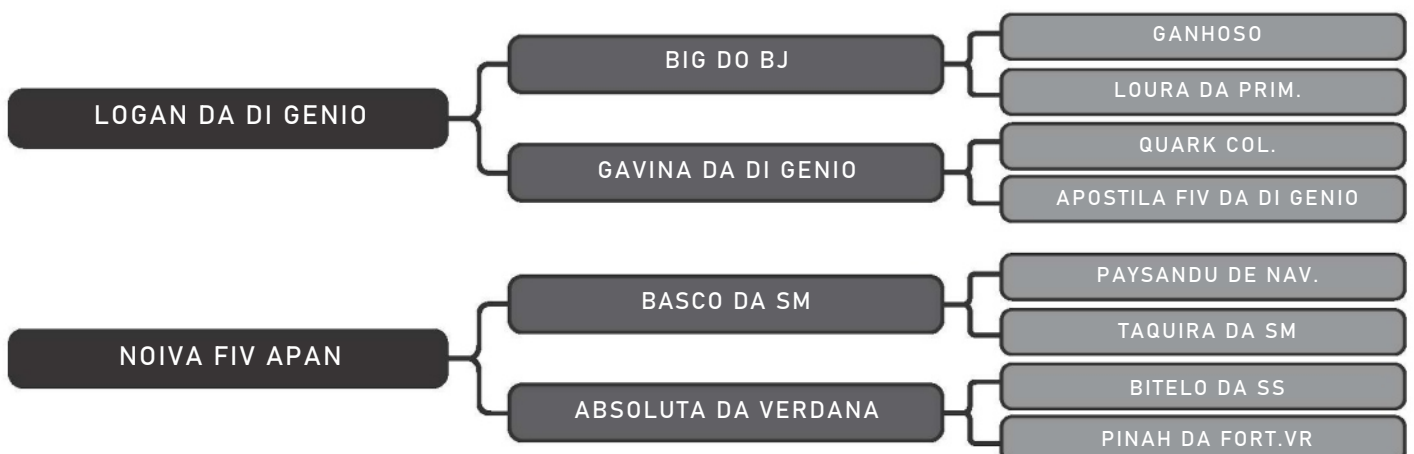 LOGAN DA DI GENIO
BIG DO BJ
GANHOSO
LOURA DA PRIM.
GAVINA DA DI GENIO
QUARK COL.
APOSTILA FIV DA DI GENIO
NOIVA FIV APAN
BASCO DA SM
PAYSANDU DE NAV.
TAQUIRA DA SM
ABSOLUTA DA VERDANA
BITELO DA SS
PINAH DA FORT.VR